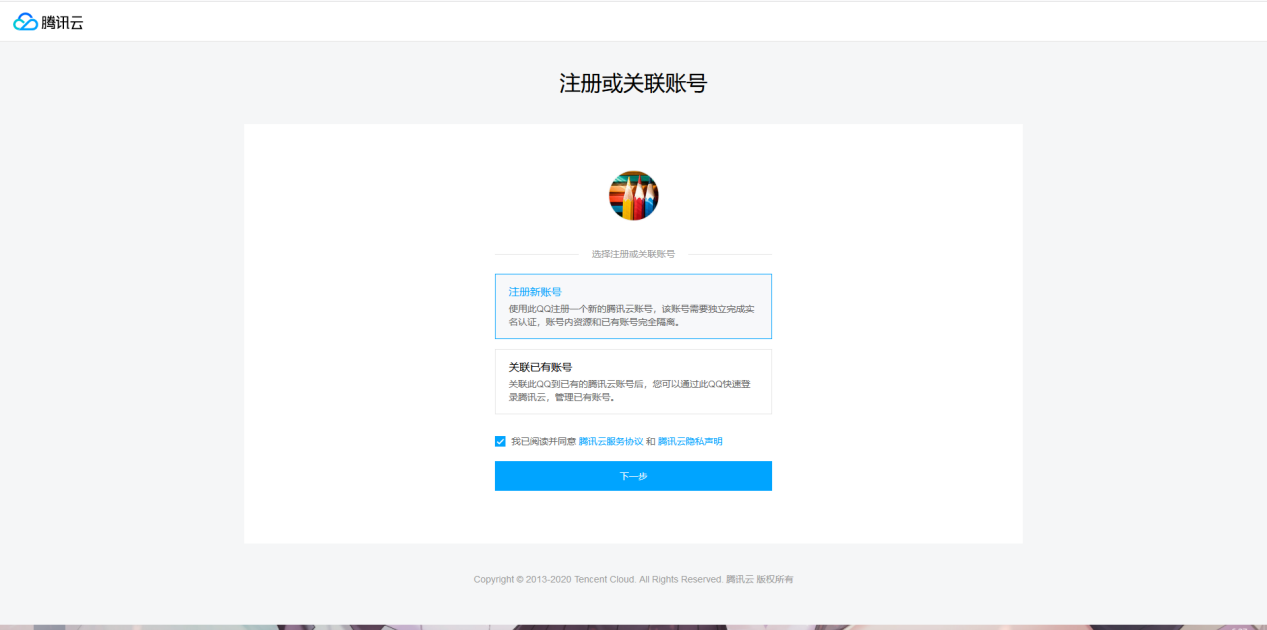 腾讯云
注册或关联账号
选择注册或关联账号
注册新账号
使用此QQ注册一个新的腾讯云账号，该账号需要独立完成实
名认证，账号内资源和已有账号完全隔离。
关联已有账号
关联此QQ到已有的腾讯云账号后，您可以通过此QQ快速登
录腾讯云，管理已有账号。
我已阅读并同意 腾讯云服务协议 和 腾讯云隐私声明
下一步
Copyright © 2013-2020 Tencent Cloud. All Rights Reserved. 腾讯云 版权所有